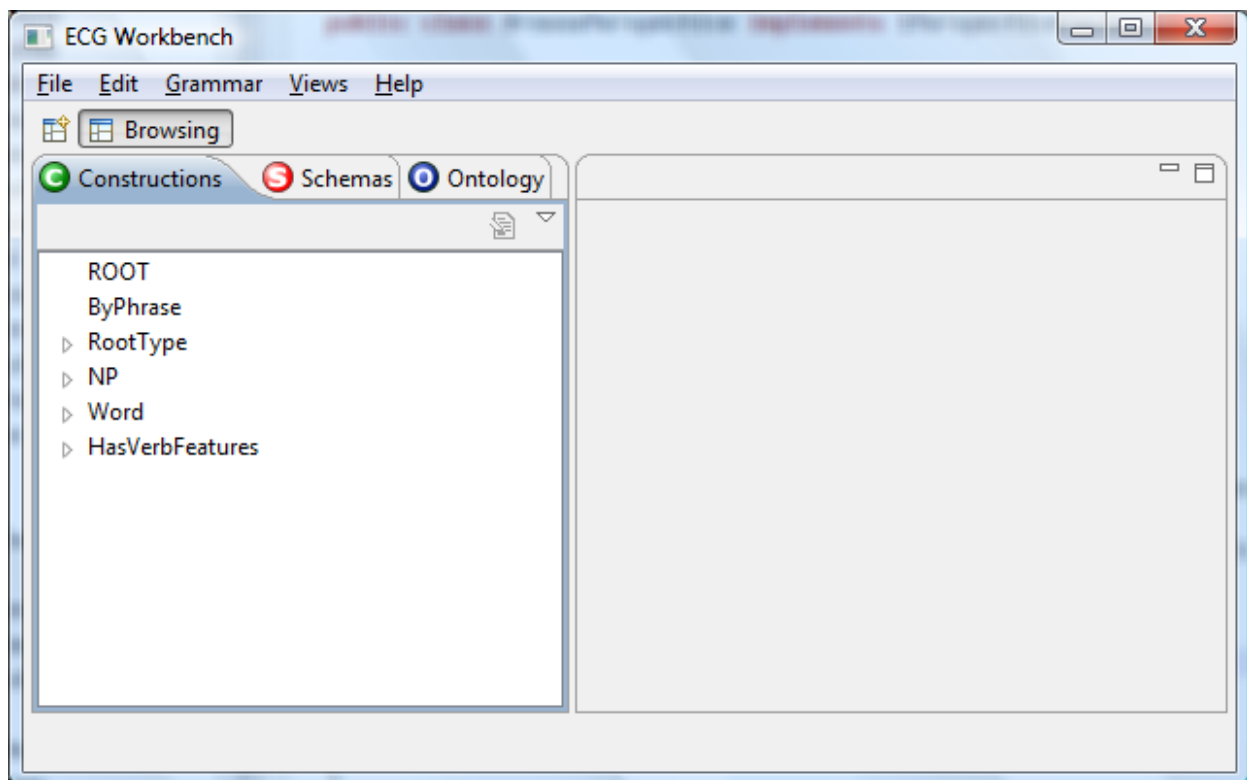 ECG Workbench
File Edit Grammar Views Help
Browsing
C Constructions S Schemas O Ontology
ROOT
ByPhrase
RootType
NP
Word
HasVerbFeatures